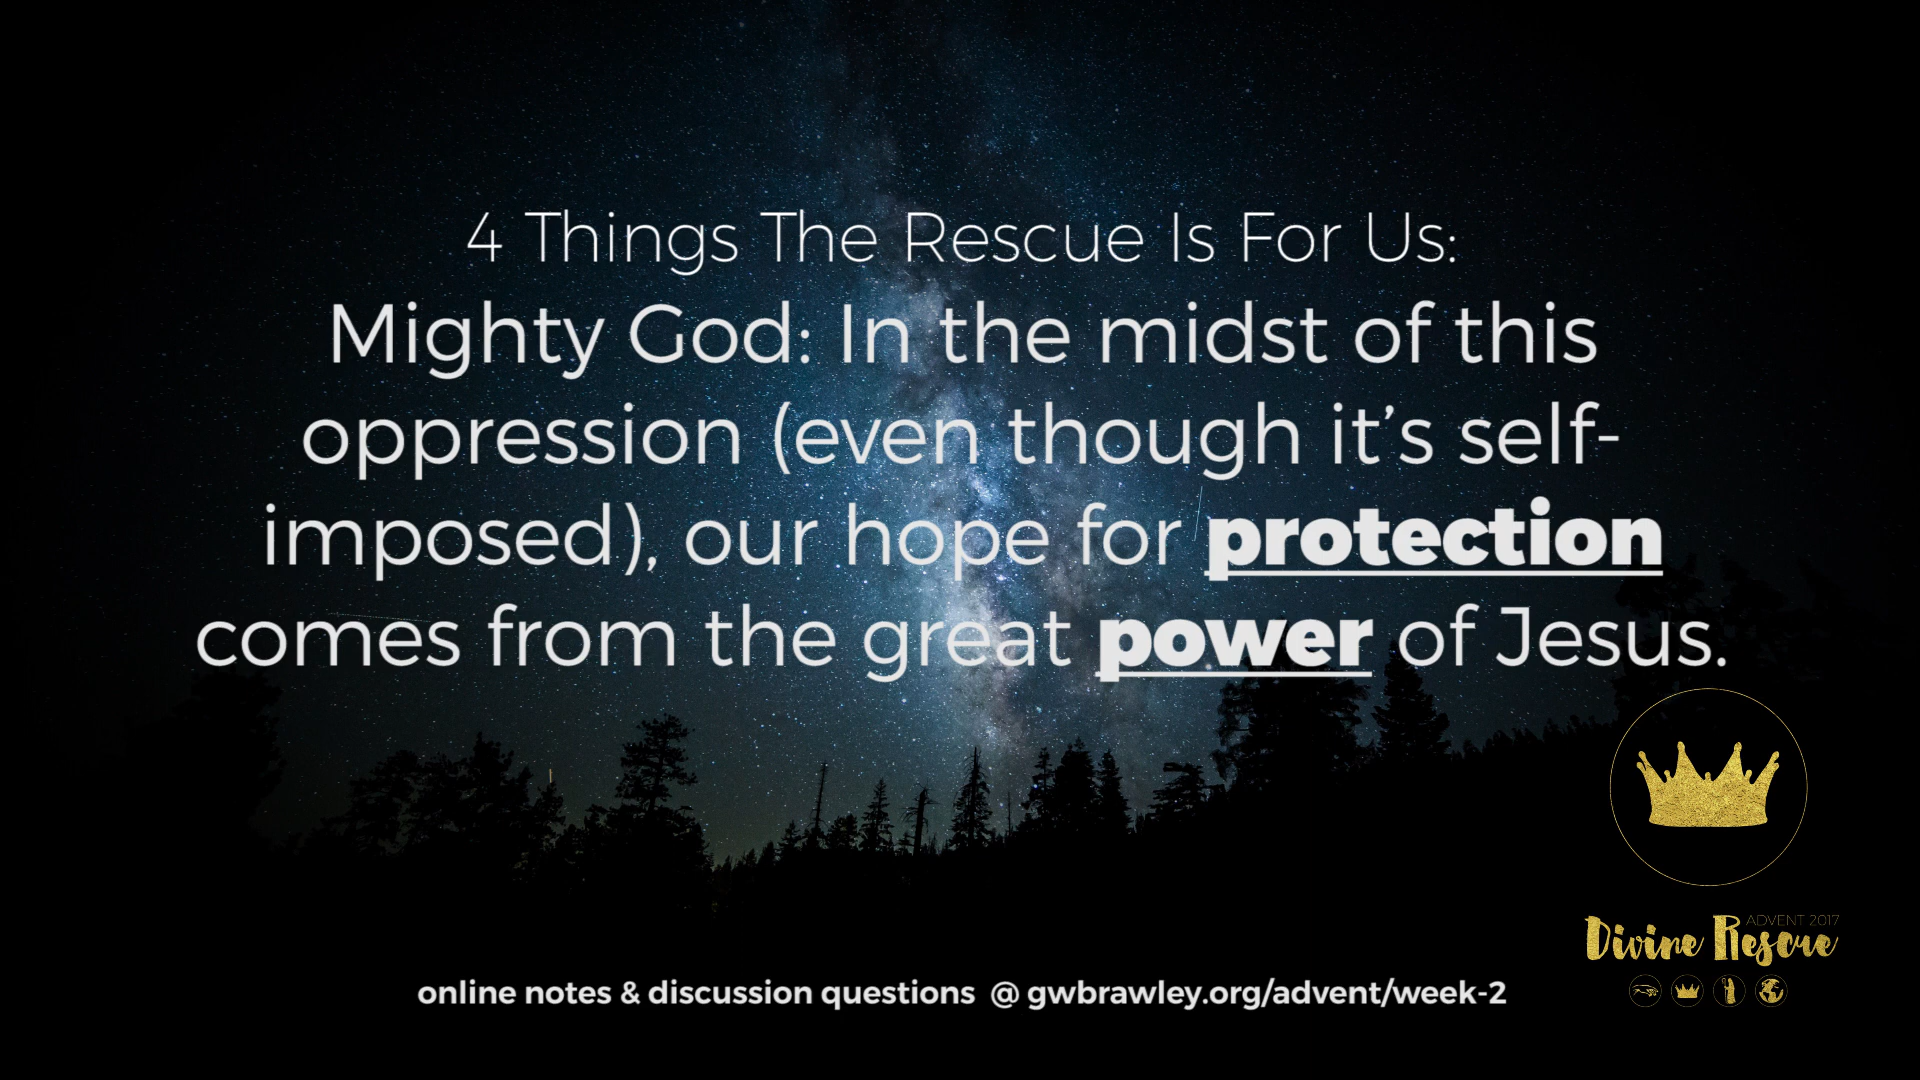 4 Things The Rescue Is For Us:
Mighty God: In the midst of this
oppression (even though it’s self-
imposed), our hope for protection
comes from the great power of Jesus.
ADVENT 2017
Divine Rescue
online notes & discussion questions @ gwbrawley.org/advent/week-2